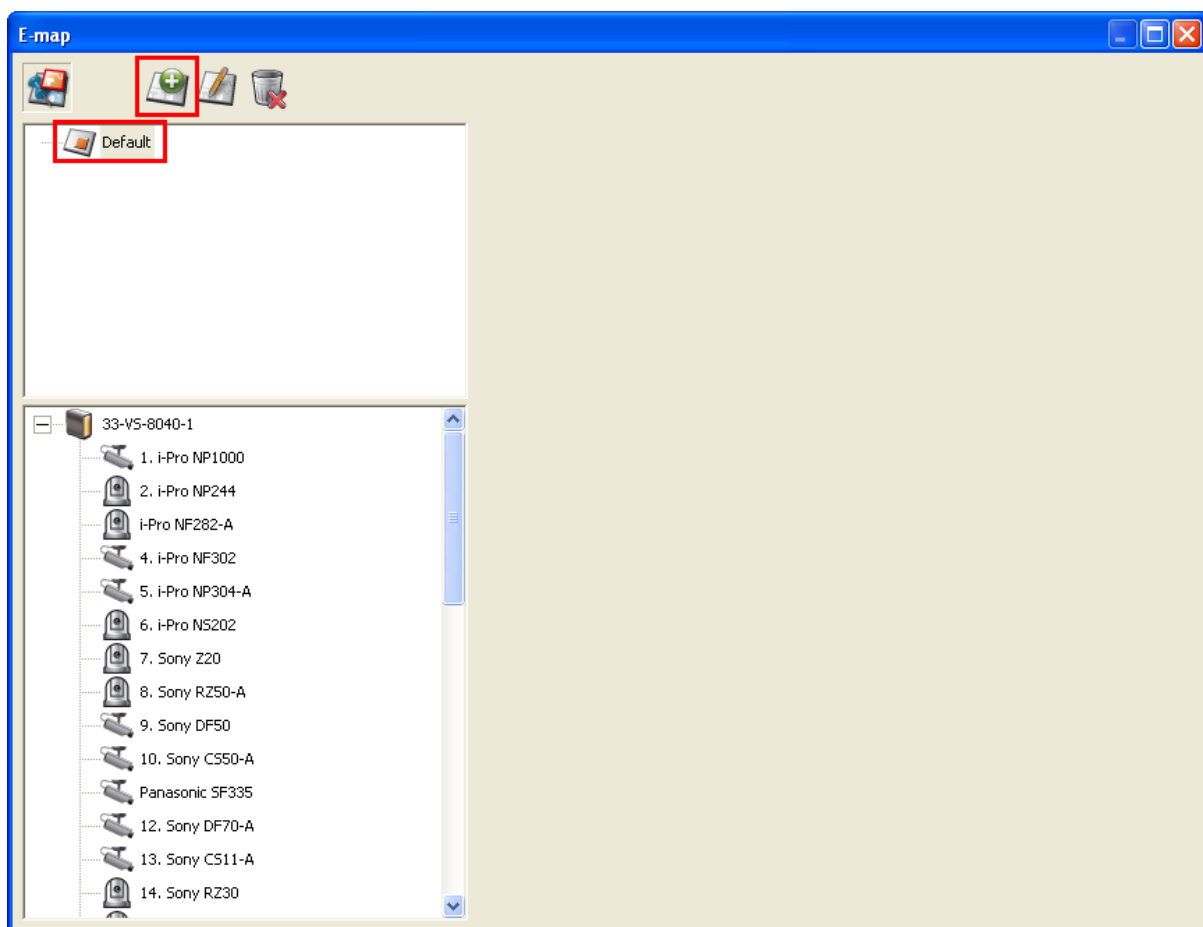 E-map
Default
33-VS-8040-1
1. i-Pro NP1000
2. i-Pro NP244
i-Pro NF282-A
4. i-Pro NF302
5. i-Pro NP304-A
6. i-Pro NS202
7. Sony Z20
8. Sony RZ50-A
9. Sony DF50
10. Sony CS50-A
Panasonic SF335
12. Sony DF70-A
13. Sony CS11-A
14. Sony RZ30